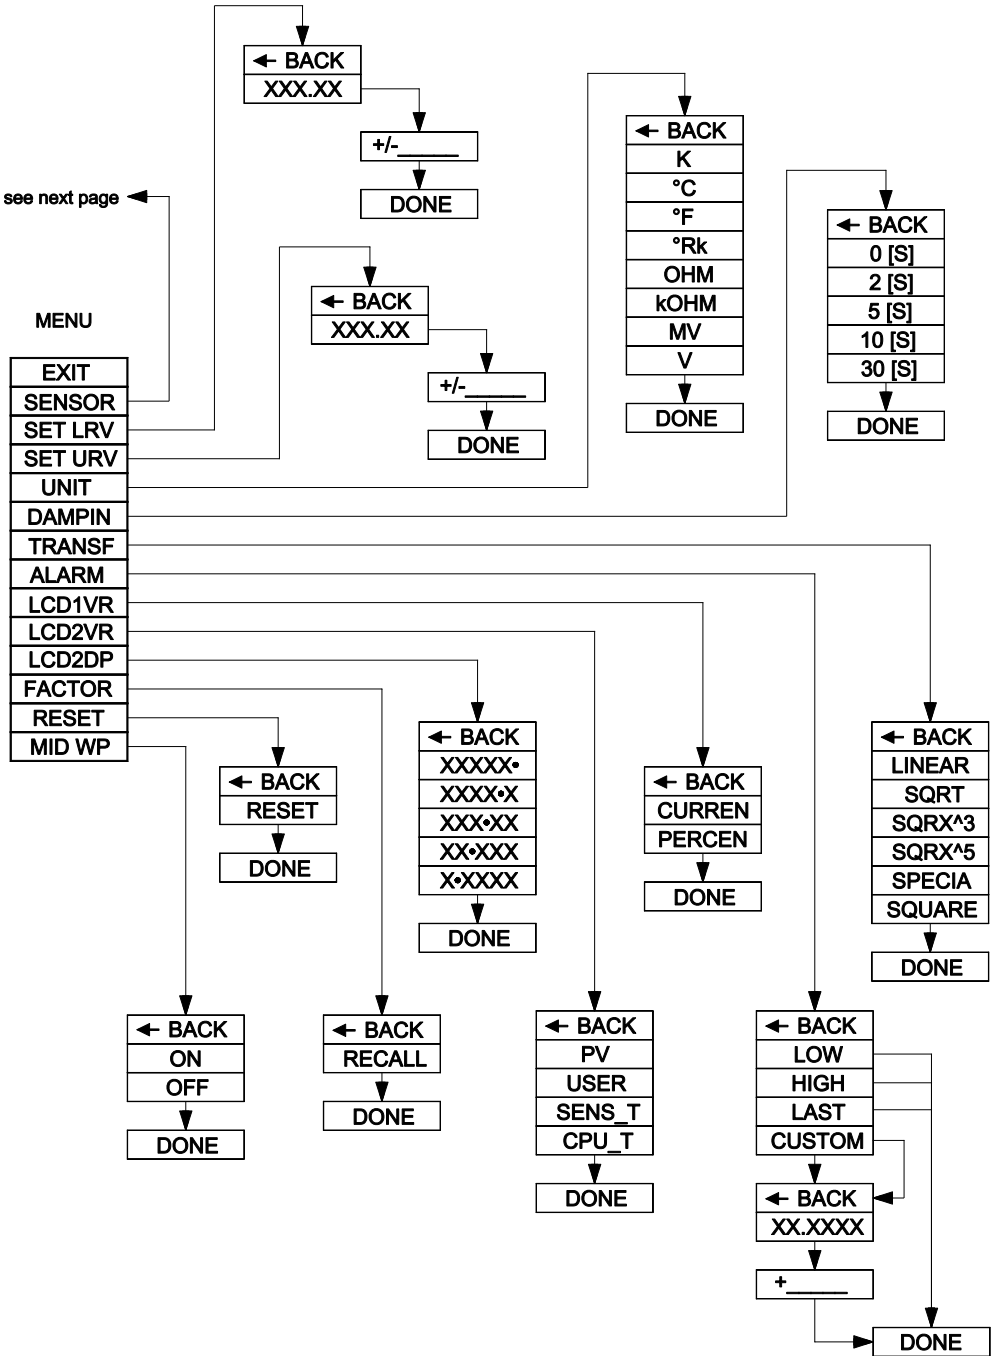 ← BACK
XXX.XX
+/-_____
DONE
see next page
← BACK
XXX.XX
+/-_____
DONE
← BACK
K
°C
°F
°Rk
OHM
kOHM
MV
V
DONE
← BACK
0 [S]
2 [S]
5 [S]
10 [S]
30 [S]
DONE
MENU
EXIT
SENSOR
SET LRV
SET URV
UNIT
DAMPIN
TRANSF
ALARM
LCD1VR
LCD2VR
LCD2DP
FACTOR
RESET
MID WP
← BACK
RESET
DONE
← BACK
XXXXX•
XXXX•X
XXX•XX
XX•XXX
X•XXXX
DONE
← BACK
CURREN
PERCEN
DONE
← BACK
LINEAR
SQRT
SQRX^3
SQRX^5
SPECIA
SQUARE
DONE
← BACK
ON
OFF
DONE
← BACK
RECALL
DONE
← BACK
PV
USER
SENS_T
CPU_T
DONE
← BACK
LOW
HIGH
LAST
CUSTOM
← BACK
XX.XXXX
+_____
DONE